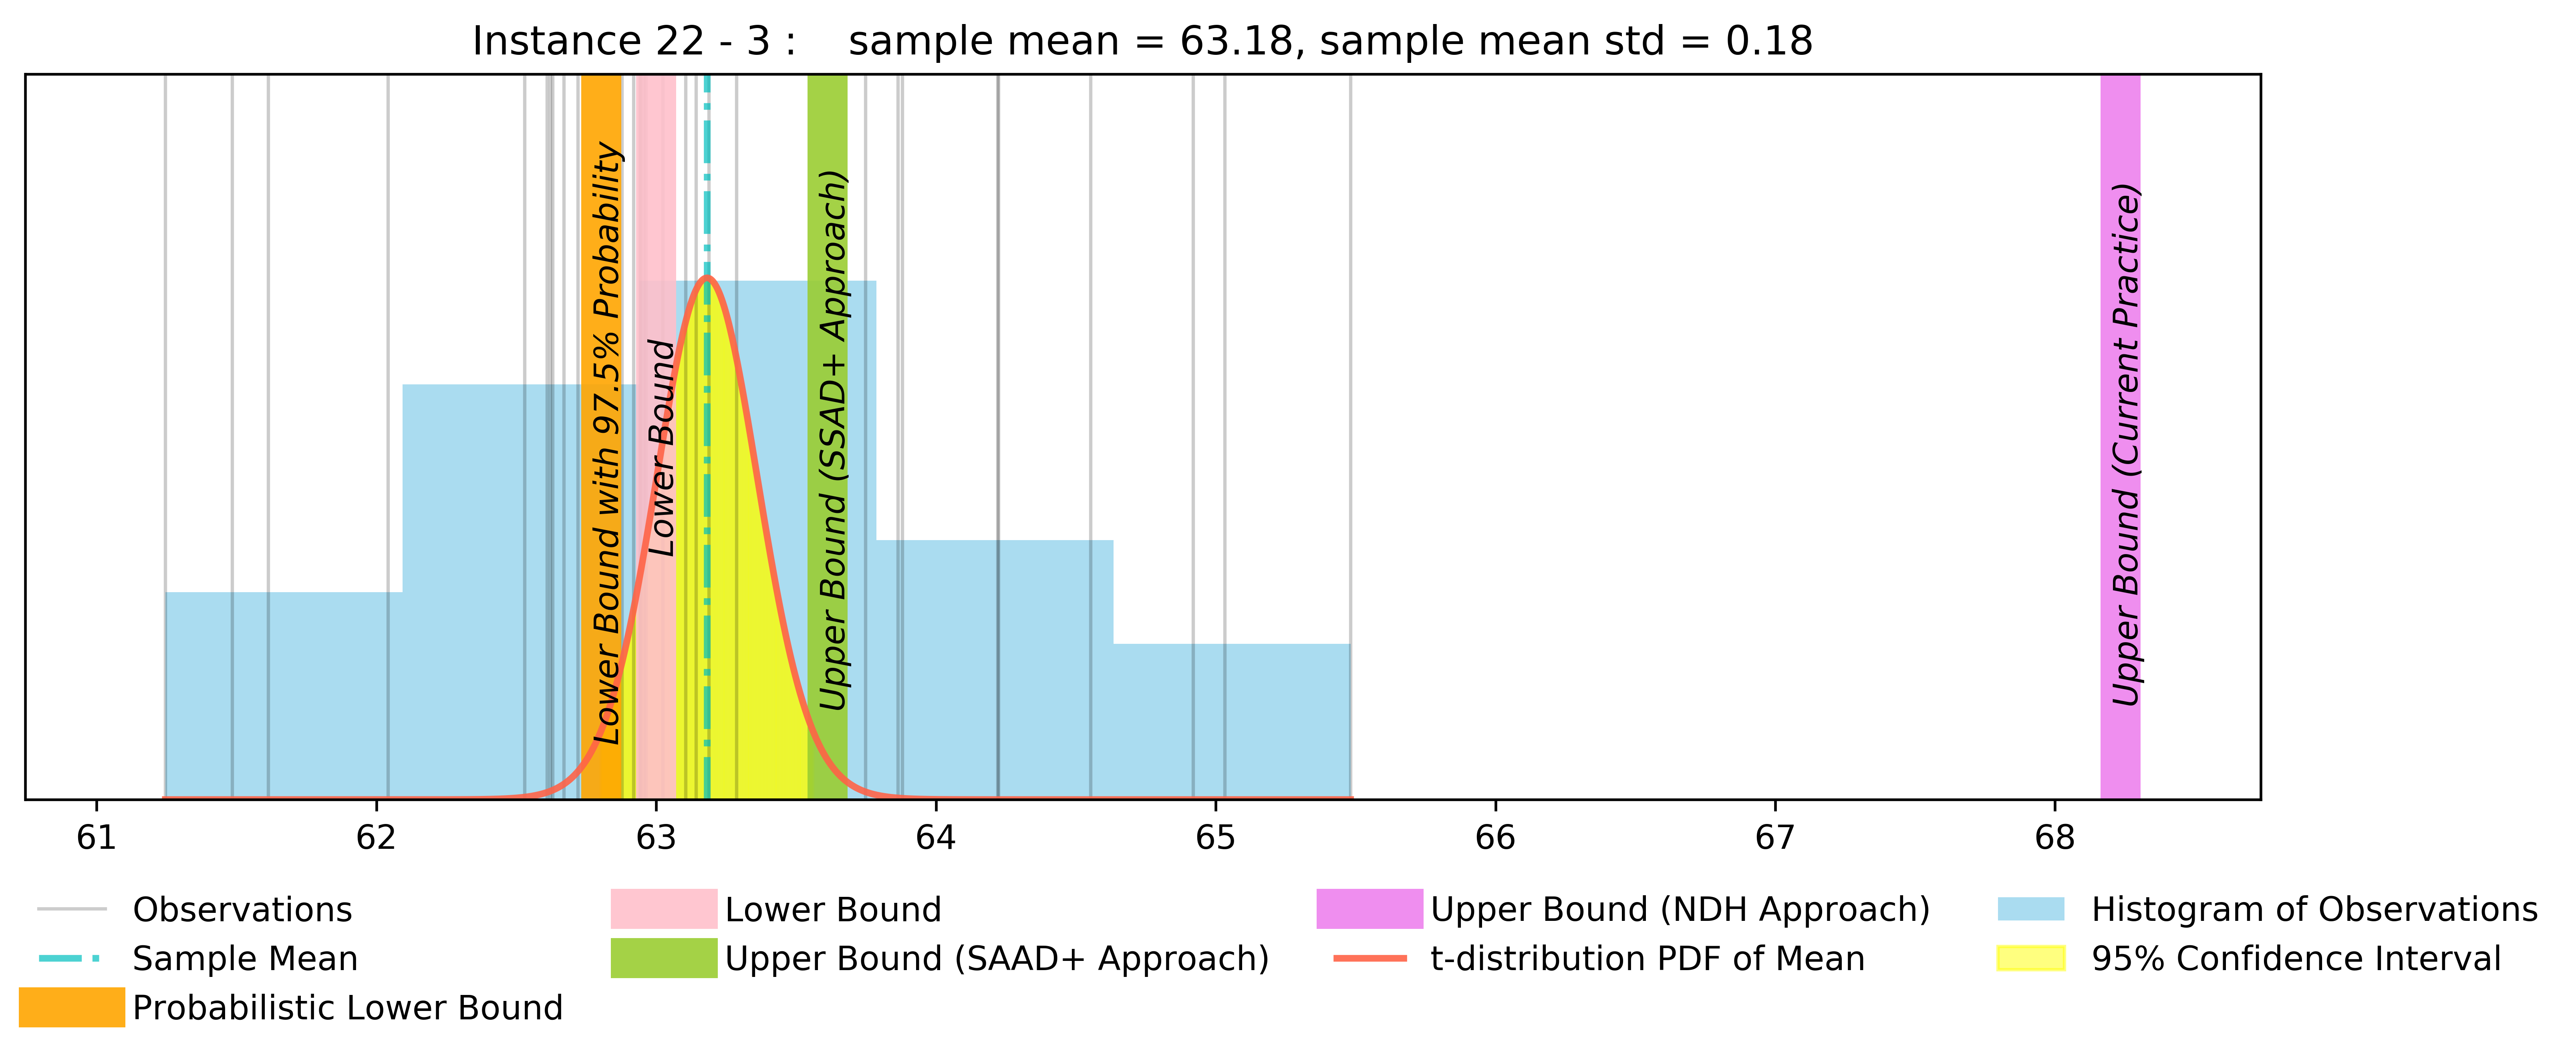 Instance 22 - 3 :    sample mean = 63.18, sample mean std = 0.18
Lower Bound with 97.5% Probability
Lower Bound
Upper Bound (SSAD+ Approach)
Upper Bound (Current Practice)
61 62 63 64 65 66 67 68
Observations
Sample Mean
Probabilistic Lower Bound
Lower Bound
Upper Bound (SAAD+ Approach)
Upper Bound (NDH Approach)
t-distribution PDF of Mean
Histogram of Observations
95% Confidence Interval